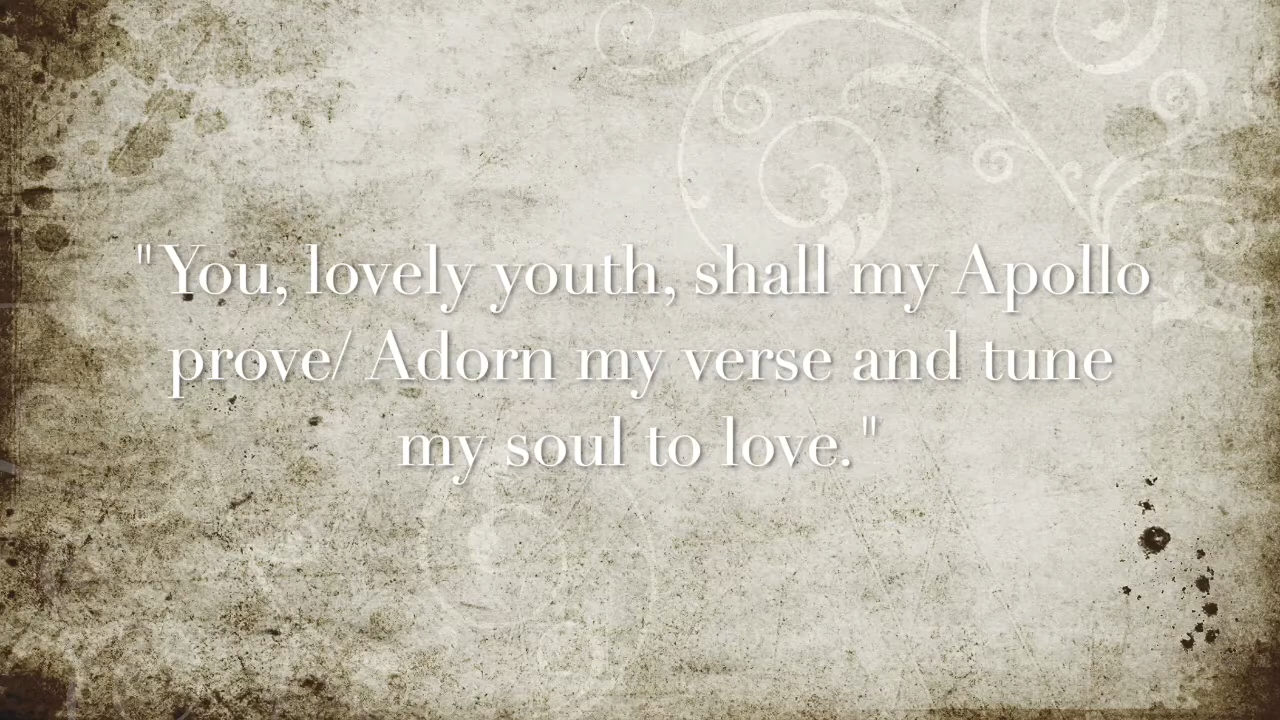 "You, lovely youth, shall my Apollo
prove/ Adorn my verse and tune
my soul to love."